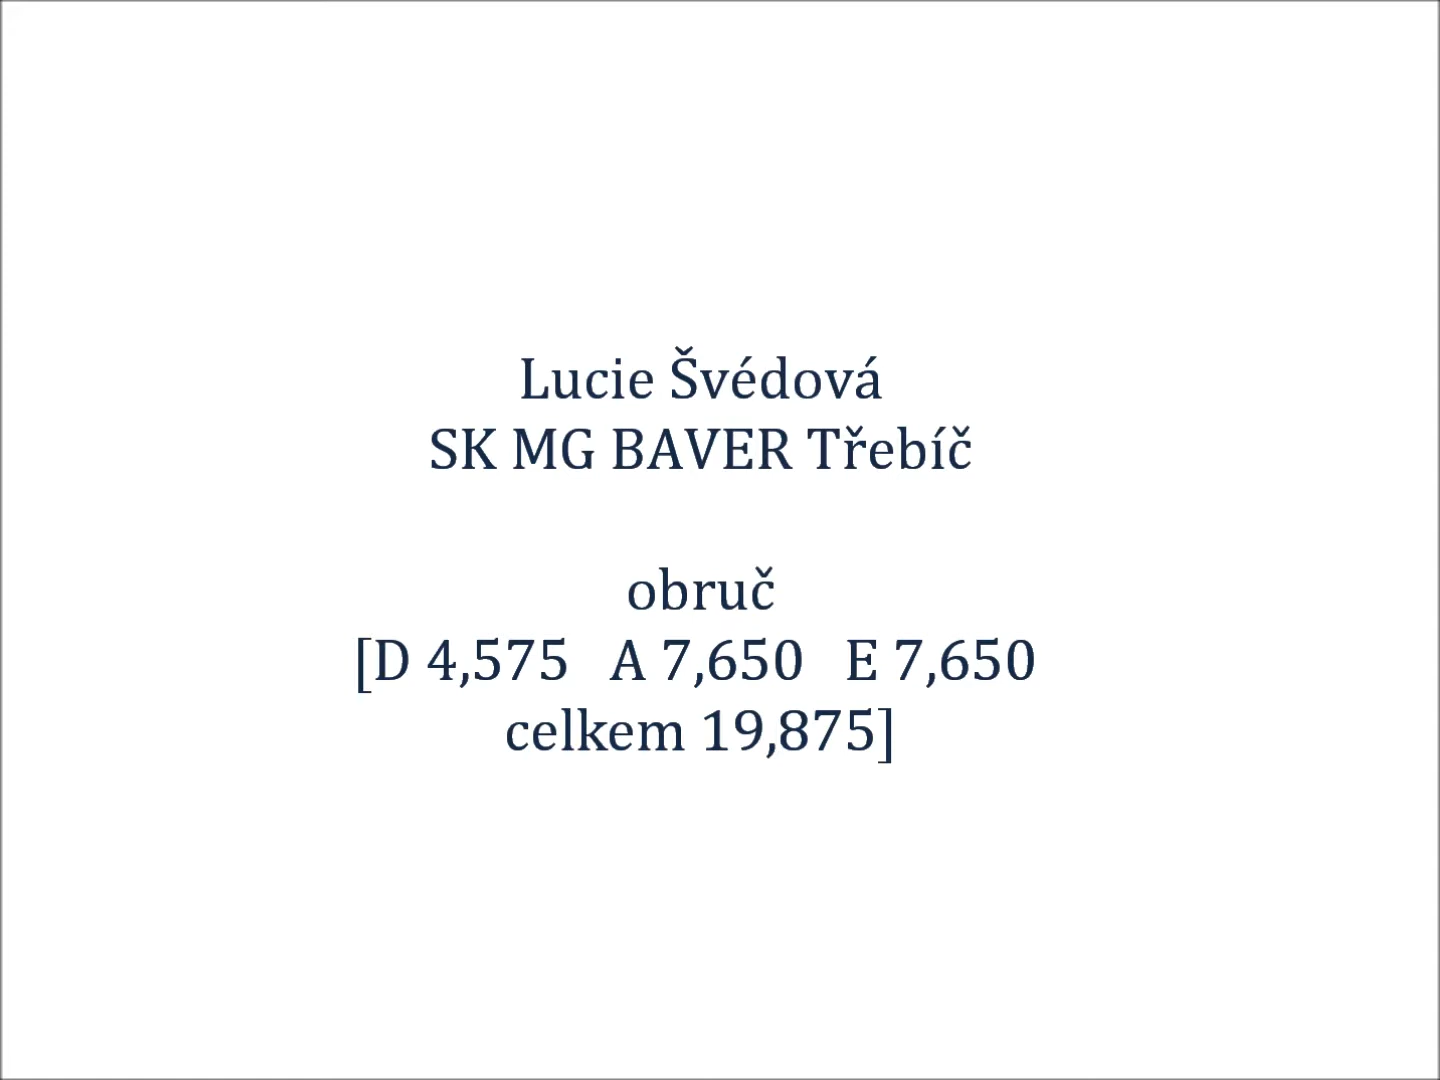 Lucie Švédová
SK MG BAVER Třebíč
obruč
[D 4,575 A 7,650 E 7,650
celkem 19,875]